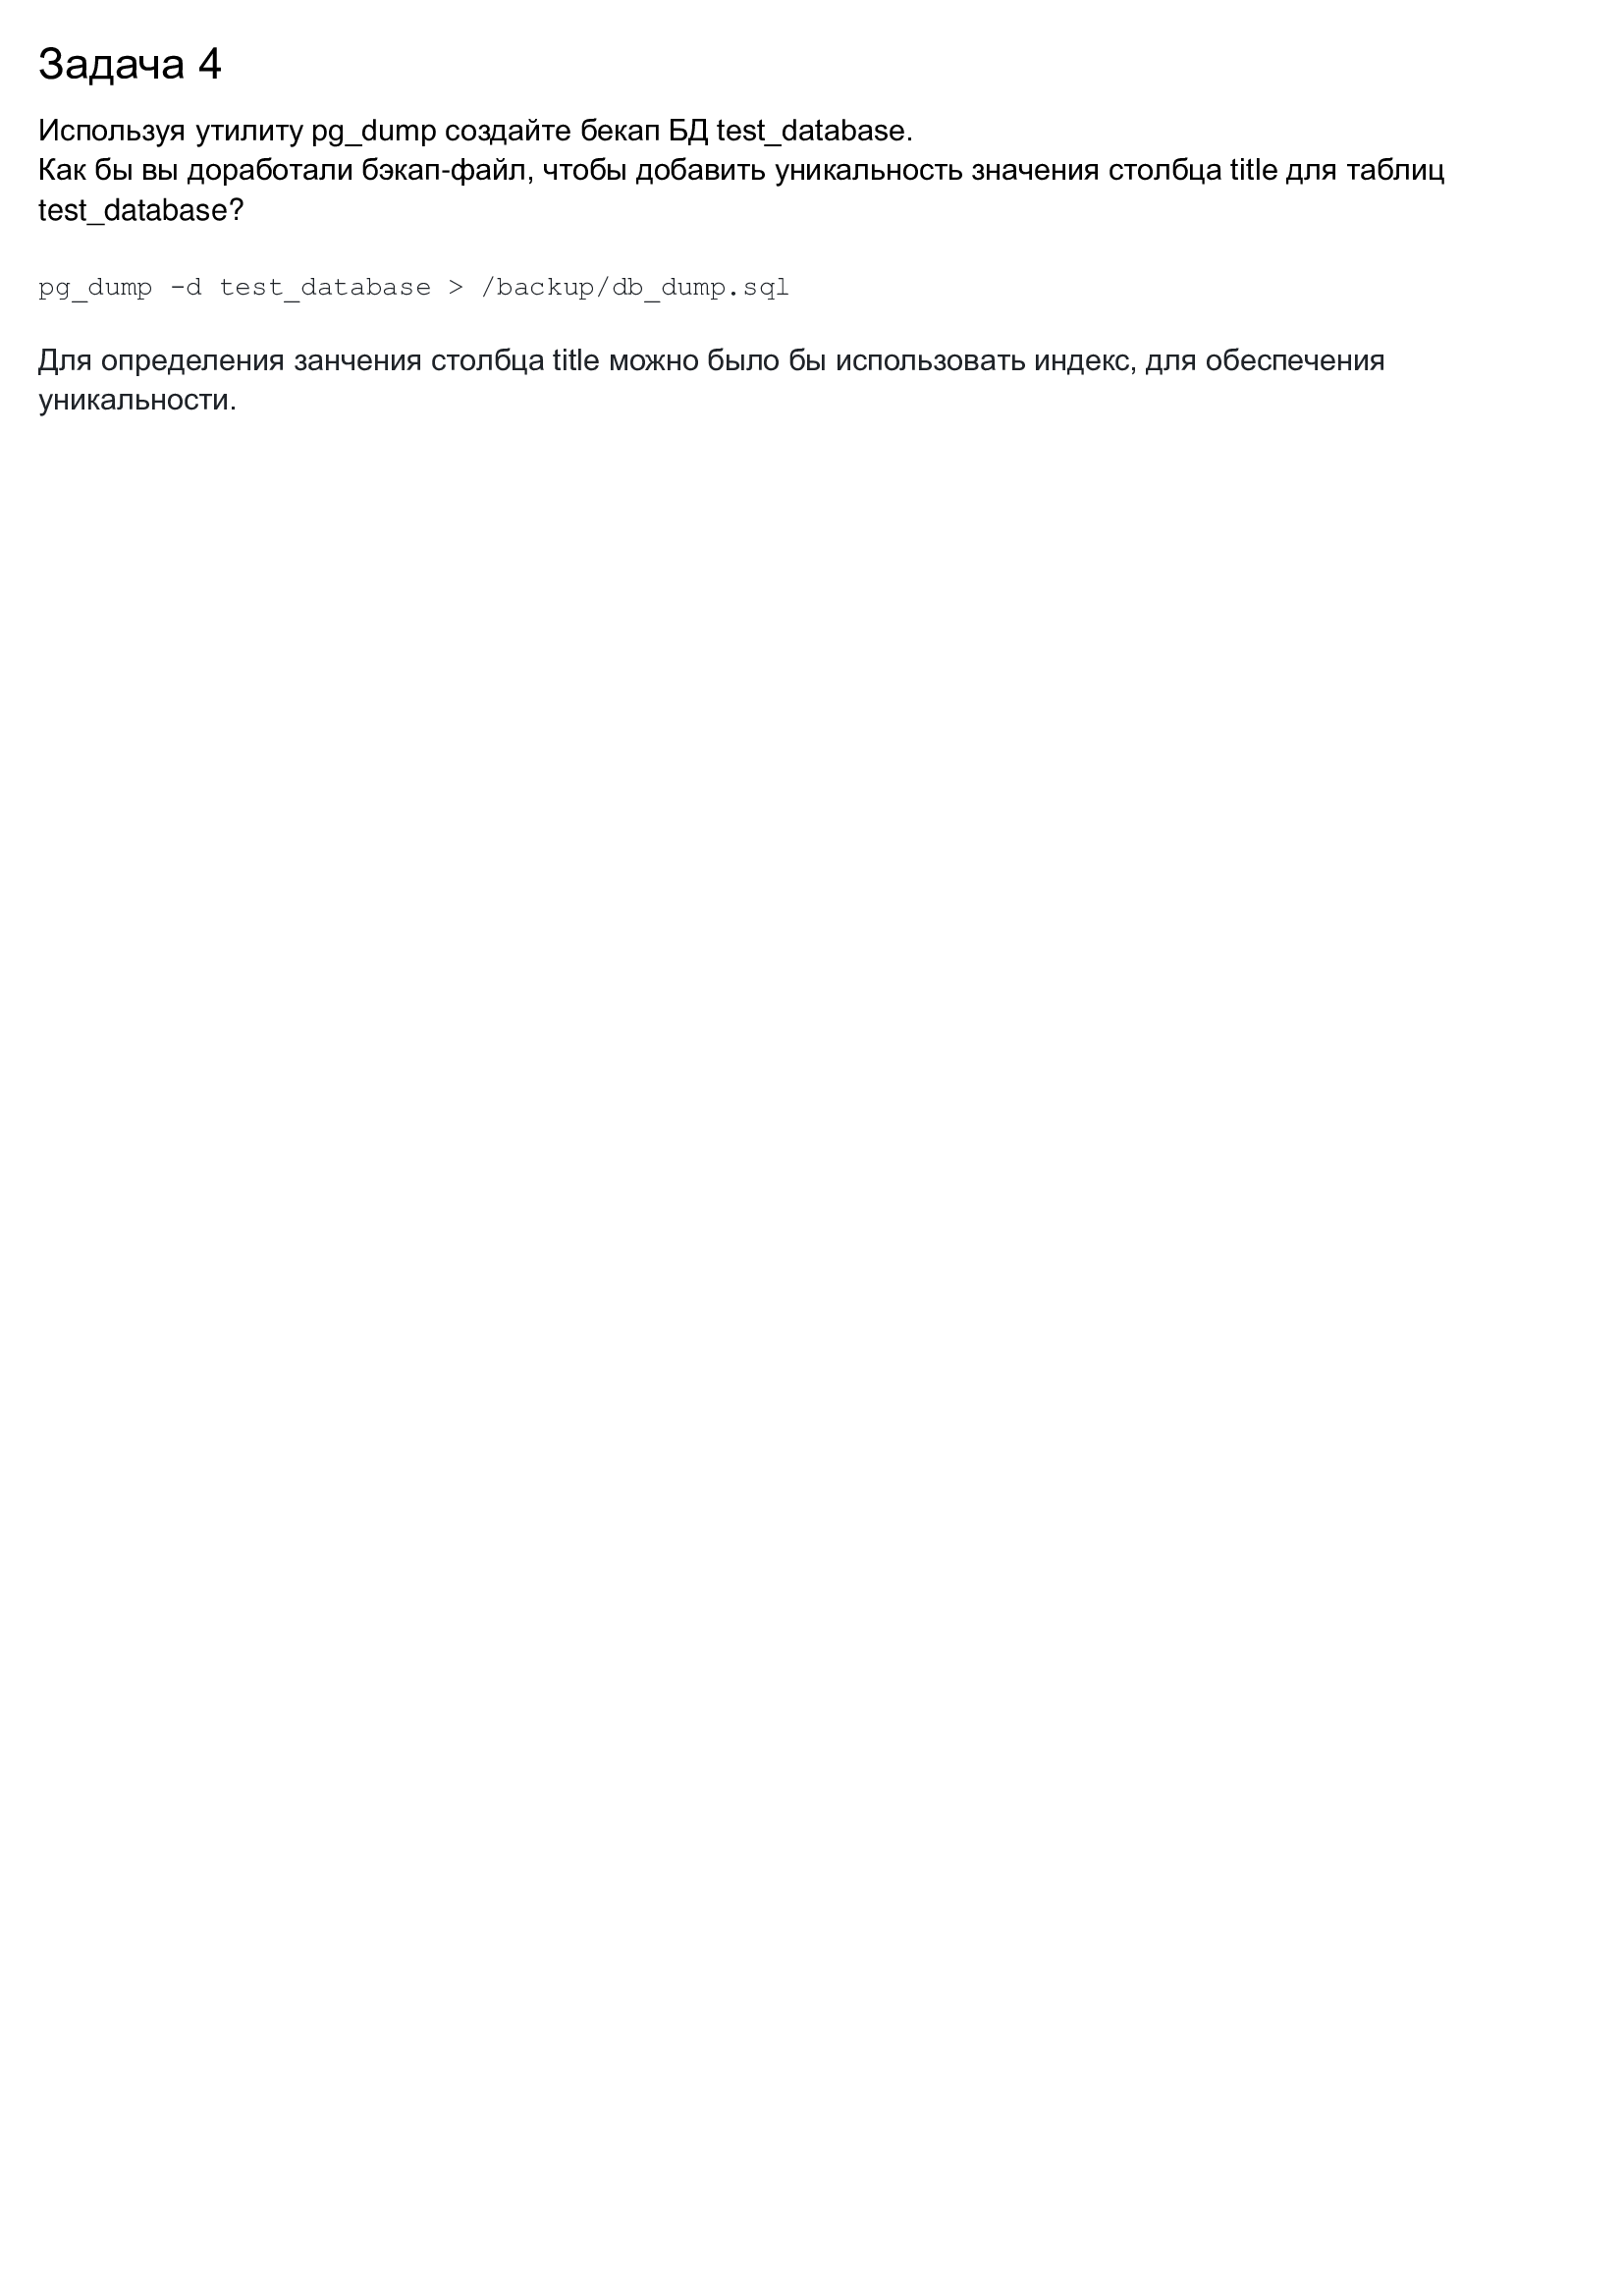 Задача 4
Используя утилиту pg_dump создайте бекап БД test_database.
Как бы вы доработали бэкап-файл, чтобы добавить уникальность значения столбца title для таблиц
test_database?
pg_dump -d test_database > /backup/db_dump.sql
Для определения занчения столбца title можно было бы использовать индекс, для обеспечения
уникальности.